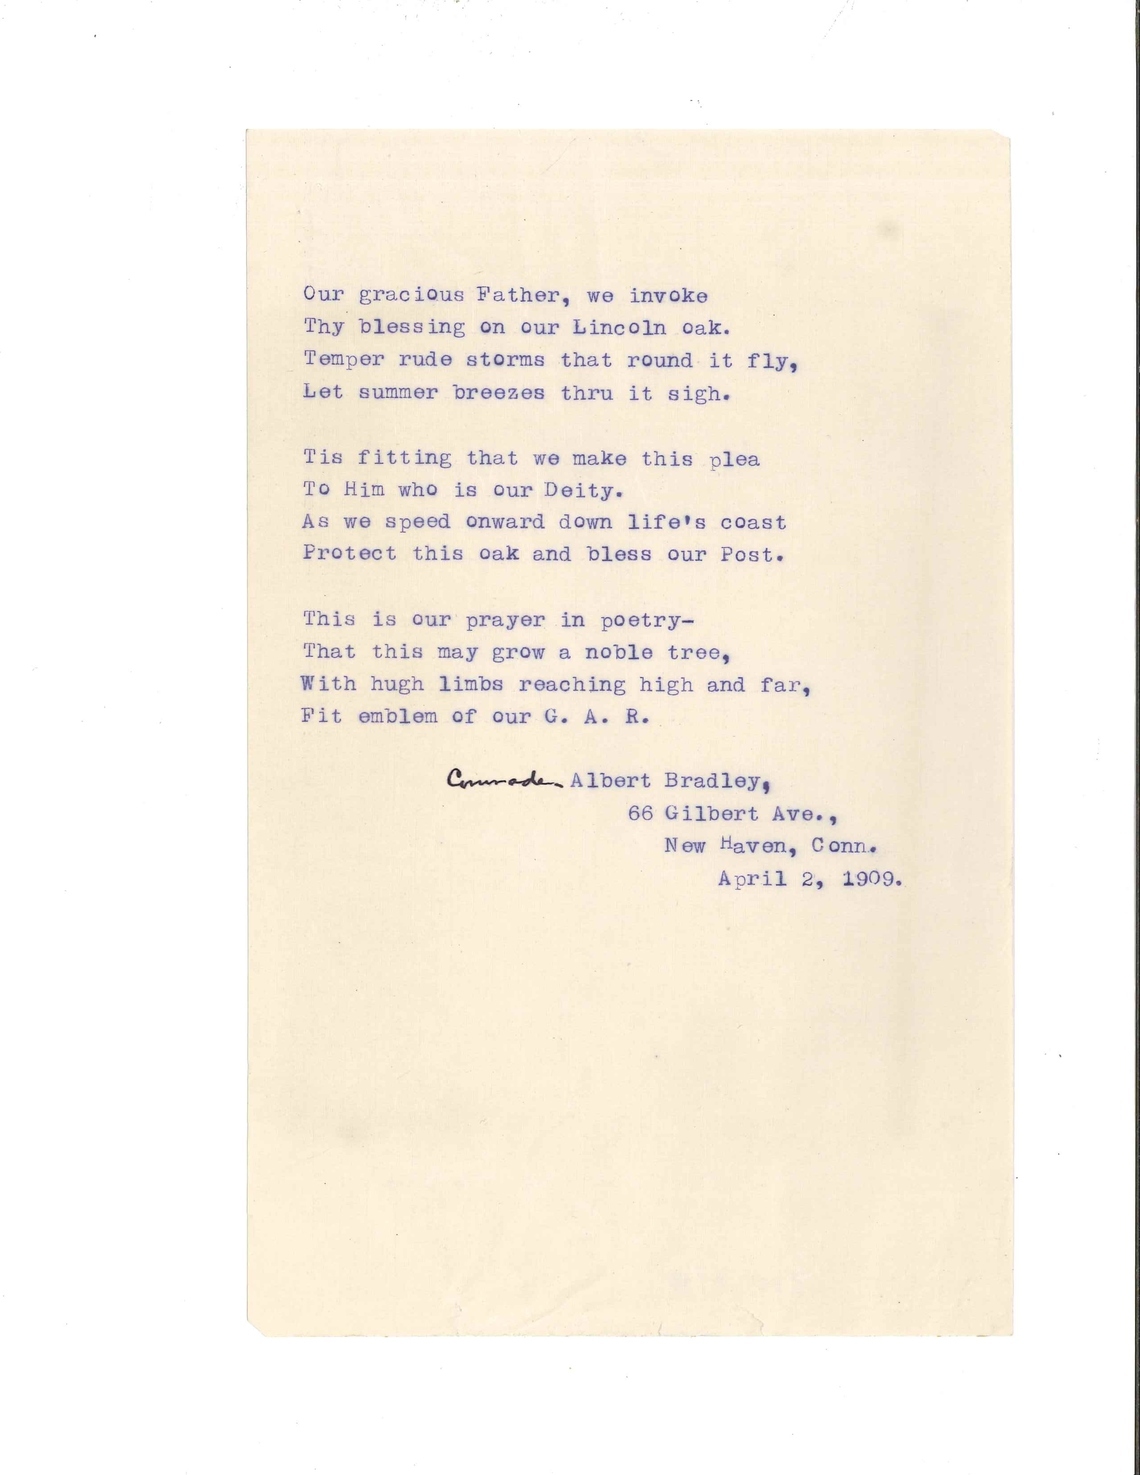 Our gracious Father, we invoke
Thy blessing on our Lincoln oak.
Temper rude storms that round it fly,
Let summer breezes thru it sigh.

Tis fitting that we make this plea
To Him who is our Deity.
As we speed onward down life's coast
Protect this oak and bless our Post.

This is our prayer in poetry-
That this may grow a noble tree,
With hugh limbs reaching high and far,
Fit emblem of our G. A. R.

Comrade Albert Bradley,
66 Gilbert Ave.,
New Haven, Conn.
April 2, 1909.